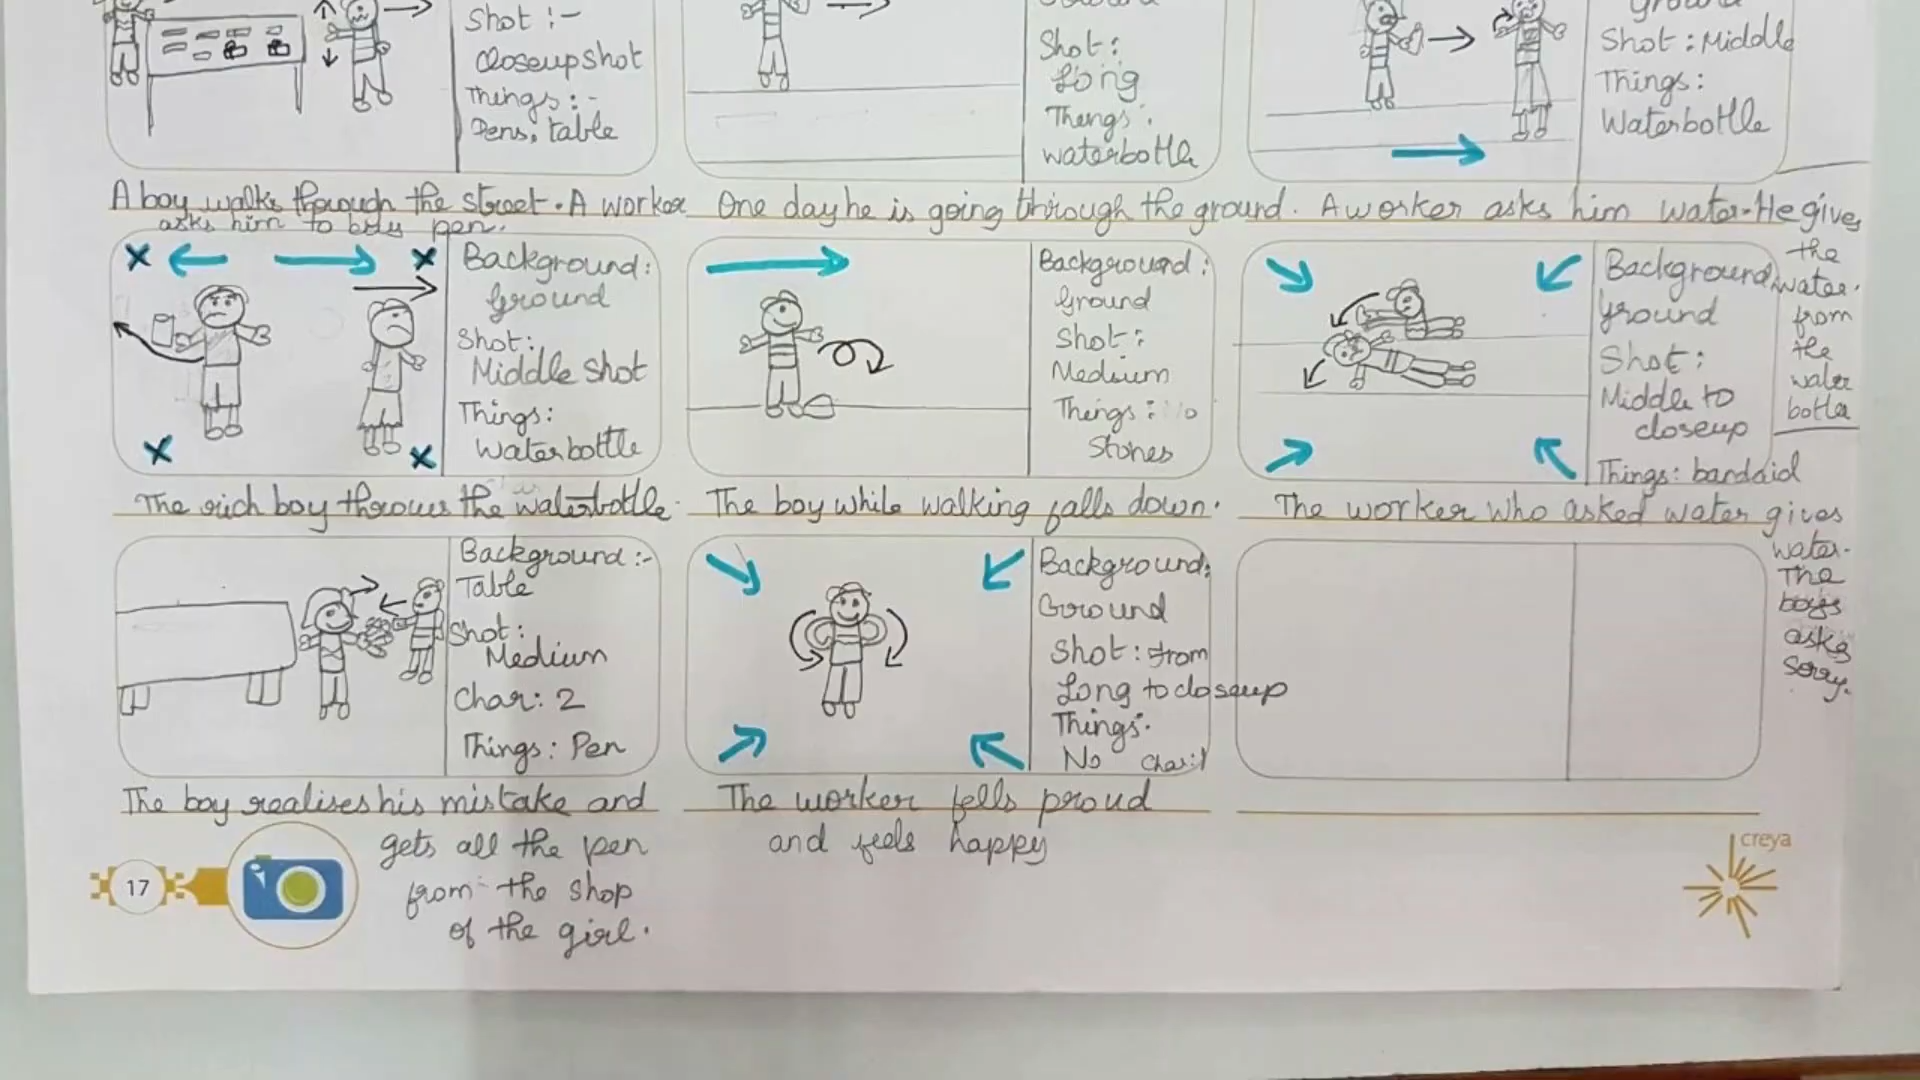 Shot :-
Closeup shot
Things :-
Pens, table
Shot :
Long
Things :
waterbottle
ground
Shot : Middle
Things :
Waterbottle
A boy walks through the street. A worker
asks him to buy pen.
One day he is going through the ground.
A worker asks him water. He gives
the
water.
from
the
water
bottle
Background :
Ground
Shot :
Middle shot
Things :
Waterbottle
Background :
Ground
Shot :
Medium
Things :
Stones
Background
Ground
Shot :
Middle to
closeup
Things : bandaid
The rich boy throws the waterbottle.
The boy while walking falls down.
The worker who asked water gives
water.
The
boys
asks
sorry.
Background :-
Table
Shot :
Medium
Char : 2
Things : Pen
Background :
Ground
Shot : From
Long to closeup
Things.
No Char:1
The boy realises his mistake and
gets all the pen
from the shop
of the girl.
The worker fells proud
and feels happy
17
creya